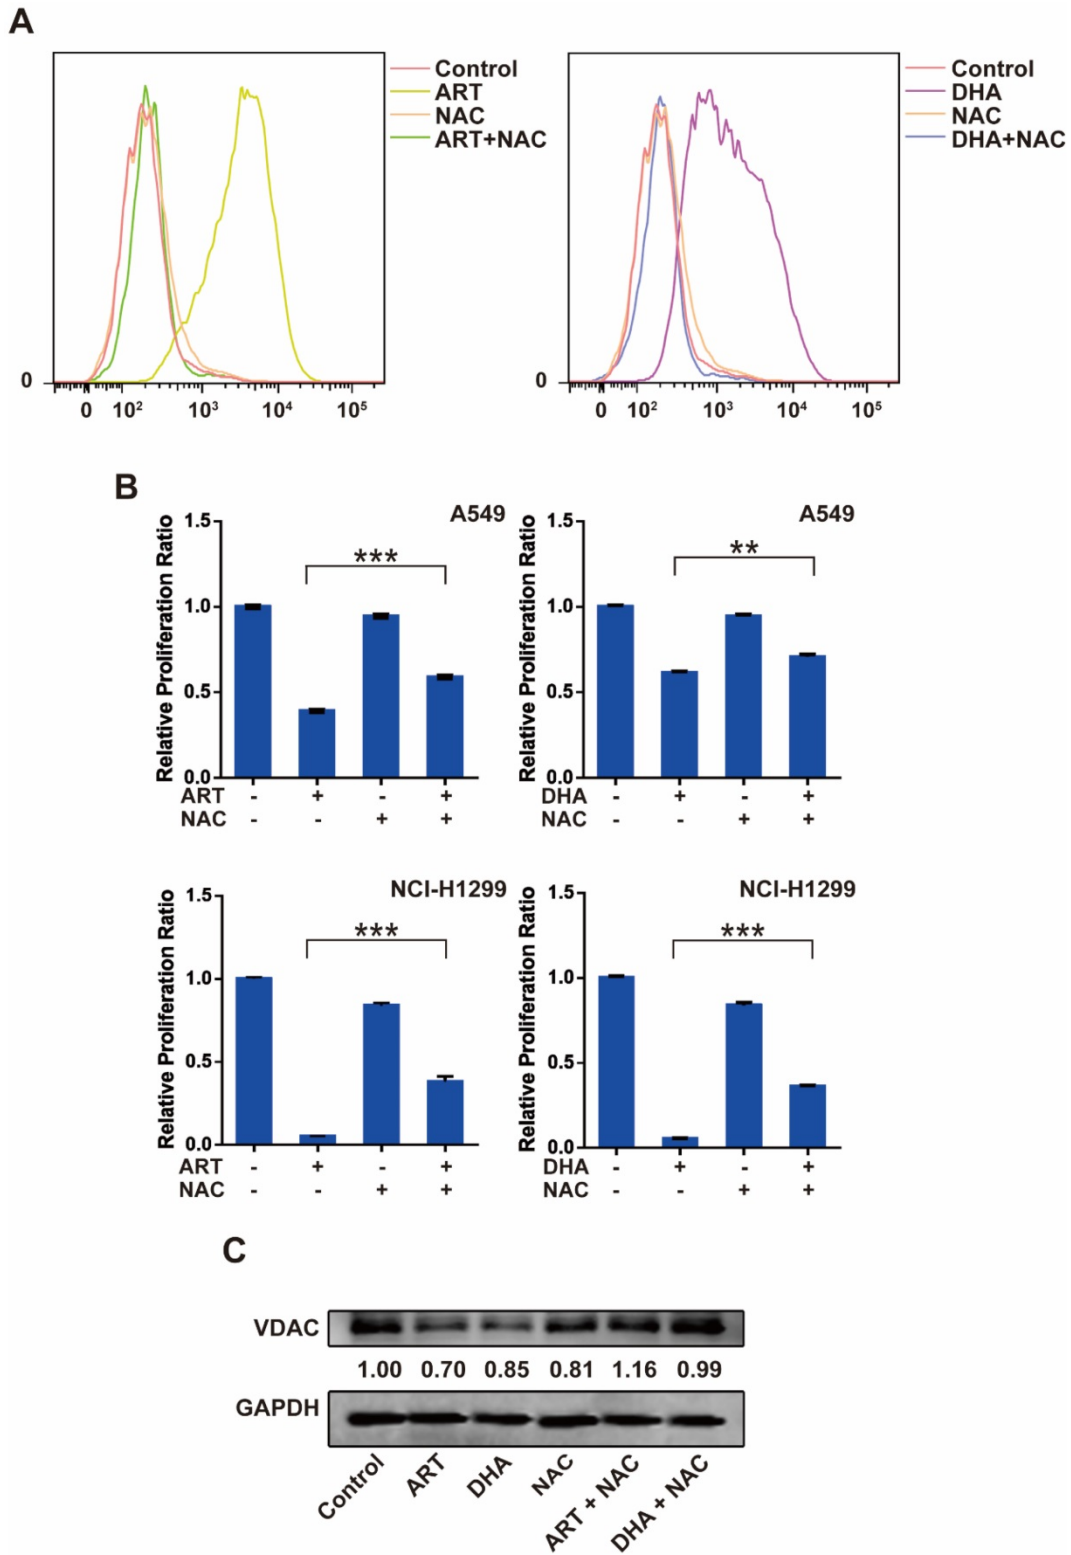 A
Control
ART
NAC
ART+NAC
0
0 10² 10³ 10⁴ 10⁵
Control
DHA
NAC
DHA+NAC
0
0 10² 10³ 10⁴ 10⁵
B
A549
Relative Proliferation Ratio
1.5
1.0
0.5
0.0
***
ART - + - +
NAC - - + +
A549
Relative Proliferation Ratio
1.5
1.0
0.5
0.0
**
DHA - + - +
NAC - - + +
NCI-H1299
Relative Proliferation Ratio
1.5
1.0
0.5
0.0
***
ART - + - +
NAC - - + +
NCI-H1299
Relative Proliferation Ratio
1.5
1.0
0.5
0.0
***
DHA - + - +
NAC - - + +
C
VDAC
1.00 0.70 0.85 0.81 1.16 0.99
GAPDH
Control ART DHA NAC ART + NAC DHA + NAC